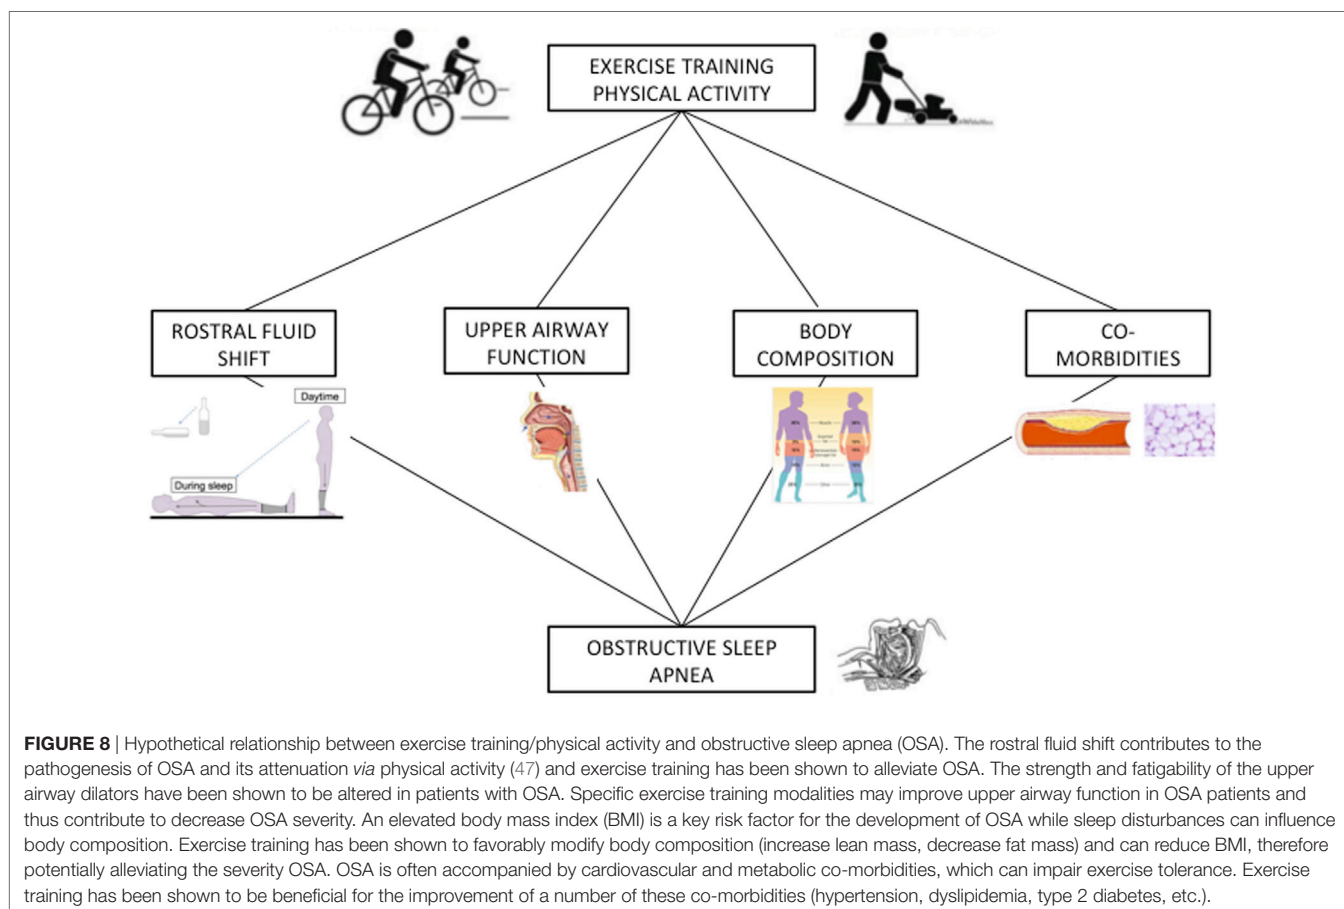 EXERCISE TRAINING
PHYSICAL ACTIVITY
ROSTRAL FLUID
SHIFT
UPPER AIRWAY
FUNCTION
BODY
COMPOSITION
CO-
MORBIDITIES
Daytime
During sleep
OBSTRUCTIVE SLEEP
APNEA
FIGURE 8 | Hypothetical relationship between exercise training/physical activity and obstructive sleep apnea (OSA). The rostral fluid shift contributes to the
pathogenesis of OSA and its attenuation via physical activity (47) and exercise training has been shown to alleviate OSA. The strength and fatigability of the upper
airway dilators have been shown to be altered in patients with OSA. Specific exercise training modalities may improve upper airway function in OSA patients and
thus contribute to decrease OSA severity. An elevated body mass index (BMI) is a key risk factor for the development of OSA while sleep disturbances can influence
body composition. Exercise training has been shown to favorably modify body composition (increase lean mass, decrease fat mass) and can reduce BMI, therefore
potentially alleviating the severity OSA. OSA is often accompanied by cardiovascular and metabolic co-morbidities, which can impair exercise tolerance. Exercise
training has been shown to be beneficial for the improvement of a number of these co-morbidities (hypertension, dyslipidemia, type 2 diabetes, etc.).